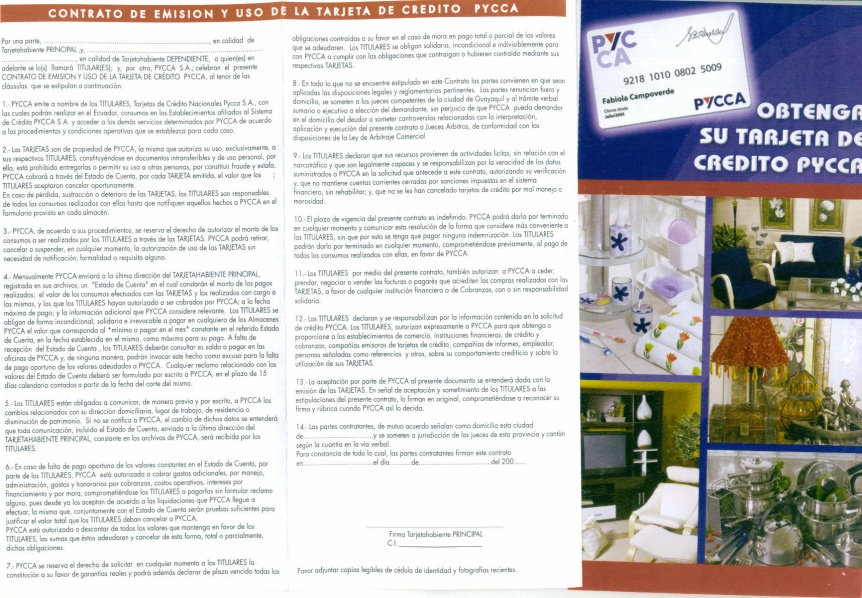 CONTRATO DE EMISION Y USO DE LA TARJETA DE CREDITO PYCCA
Por una parte, ................................................................, en calidad de
Tarjetahabiente PRINCIPAL ,y, ................................................................
................................, en calidad de Tarjetahabiente DEPENDIENTE, a quien(es) en
adelante se lo(s) llamará TITULAR(ES); y, por otra, PYCCA S.A.; celebran el presente
CONTRATO DE EMISION Y USO DE LA TARJETA DE CRÉDITO PYCCA, al tenor de las
cláusulas que se estipulan a continuación:
1.- PYCCA emite a nombre de los TITULARES, Tarjetas de Crédito Nacionales Pycca S.A., con
las cuales podrán realizar en el Ecuador, consumos en los Establecimientos afiliados al Sistema
de Crédito PYCCA S.A. y acceder a los demás servicios determinados por PYCCA de acuerdo
a los procedimientos y condiciones operativas que se establezca para cada caso.
2.- Las TARJETAS son de propiedad de PYCCA, la misma que autoriza su uso, exclusivamente, a
sus respectivos TITULARES, constituyéndose en documentos intransferibles y de uso personal, por
ello, está prohibido entregarlas o permitir su uso a otras personas, por constituir fraude y estafa.
PYCCA cobrará a través del Estado de Cuenta, por cada TARJETA emitida, el valor que los
TITULARES aceptaron cancelar oportunamente.
En caso de pérdida, sustracción o deterioro de las TARJETAS, los TITULARES son responsables
de todos los consumos realizados con ellas hasta que notifiquen aquellos hechos a PYCCA en el
formulario provisto en cada almacén.
3.- PYCCA, de acuerdo a sus procedimientos, se reserva el derecho de autorizar el monto de los
consumos a ser realizados por los TITULARES a través de las TARJETAS. PYCCA podrá retirar,
cancelar o suspender, en cualquier momento, la autorización de uso de las TARJETAS sin
necesidad de notificación, formalidad o requisito alguno.
4.- Mensualmente PYCCA enviará a la última dirección del TARJETAHABIENTE PRINCIPAL,
registrada en sus archivos, un "Estado de Cuenta" en el cual constarán el monto de los pagos
realizados; el valor de los consumos efectuados con las TARJETAS y los realizados con cargo a
las mismas, y los que los TITULARES hayan autorizado a ser cobrados por PYCCA; a la fecha
máxima de pago; y la información adicional que PYCCA considere relevante. Los TITULARES se
obligan de forma incondicional, solidaria e irrevocable a pagar en cualquiera de los Almacenes
PYCCA el valor que corresponda al "mínimo a pagar en el mes" constante en el referido Estado
de Cuenta, en la fecha establecida en el mismo, como máxima para su pago. A falta de
recepción del Estado de Cuenta , los TITULARES deberán consultar su saldo a pagar en las
oficinas de PYCCA y, de ninguna manera, podrán invocar este hecho como excusa para la falta
de pago oportuno de los valores adeudados a PYCCA. Cualquier reclamo relacionado con los
valores del Estado de Cuenta deberá ser formulado por escrito a PYCCA, en el plazo de 15
días calendario contados a partir de la fecha del corte del mismo.
5.- Los TITULARES están obligados a comunicar, de manera previa y por escrito, a PYCCA los
cambios relacionados con su dirección domiciliaria, lugar de trabajo, de residencia o
disminución de patrimonio. Si no se notifica a PYCCA, el cambio de dichos datos se entenderá
que toda comunicación, incluido el Estado de Cuenta, enviada a la última dirección del
TARJETAHABIENTE PRINCIPAL, constante en los archivos de PYCCA, será recibida por los
TITULARES.
6.- En caso de falta de pago oportuno de los valores constantes en el Estado de Cuenta, por
parte de los TITULARES, PYCCA está autorizado a cobrar gastos adicionales, por manejo,
administración, gastos y honorarios por cobranzas, costos operativos, intereses por
financiamiento y por mora, comprometiéndose los TITULARES a pagarlos sin formular reclamo
alguno, pues desde ya los aceptan de acuerdo a las liquidaciones que PYCCA llegue a
efectuar, la misma que, conjuntamente con el Estado de Cuenta serán pruebas suficientes para
justificar el valor total que los TITULARES deban cancelar a PYCCA.
PYCCA está autorizada a descontar de todos los valores que mantenga en favor de los
TITULARES, las sumas que éstos adeudaren y cancelar de esta forma, total o parcialmente,
dichas obligaciones.
7.- PYCCA se reserva el derecho de solicitar en cualquier momento a los TITULARES la
constitución a su favor de garantías reales y podrá además declarar de plazo vencido todas las
obligaciones contraidas a su favor en el caso de mora en pago total o parcial de los valores
que se adeudaren. Los TITULARES se obligan solidaria, incondicional e indivisiblemente para
con PYCCA a cumplir con las obligaciones que contraigan o hubieren contraido mediante sus
respectivas TARJETAS.
8.- En todo lo que no se encuentre estipulado en este Contrato las partes convienen en que sean
aplicadas las disposiciones legales y reglamentarias pertinentes. Las partes renuncian fuero y
domicilio, se someten a los jueces competentes de la ciudad de Guayaquil y al trámite verbal
sumario o ejecutivo a elección del demandante, sin perjuicio de que PYCCA pueda demandar
en el domicilio del deudor o someter controversias relacionadas con la interpretación,
aplicación y ejecución del presente contrato a Jueces Arbitros, de conformidad con las
disposiciones de la Ley de Arbitraje Comercial.
9.- Los TITULARES declaran que sus recursos provienen de actividades lícitas, sin relación con el
narcotráfico y que son legalmente capaces y se responsabilizan por la veracidad de los datos
suministrados a PYCCA en la solicitud que antecede a este contrato, autorizando su verificación
y, que no mantiene cuentas corrientes cerradas por sanciones impuestas en el sistema
financiero, sin rehabilitar; y, que no se les han cancelado tarjetas de crédito por mal manejo o
morosidad.
10.- El plazo de vigencia del presente contrato es indefinido. PYCCA podrá darlo por terminado
en cualquier momento y comunicar esta resolución de la forma que considere más conveniente a
los TITULARES, sin que por esto se tenga que pagar ninguna indemnización. Los TITULARES
podrán darlo por terminado en cualquier momento, comprometiéndose previamente, al pago de
todos los consumos realizados con ellas, en favor de PYCCA.
11.- Los TITULARES por medio del presente contrato, también autorizan a PYCCA a ceder,
prendar, negociar o vender las facturas o pagarés que acrediten las compras realizadas con las
TARJETAS, a favor de cualquier institución financiera o de Cobranzas, con o sin responsabilidad
solidaria.
12.- Los TITULARES declaran y se responsabilizan por la información contenida en la solicitud
de crédito PYCCA. Los TITULARES, autorizan expresamente a PYCCA para que obtenga o
proporcione a los establecimientos de comercio, instituciones financieras, de crédito y
cobranzas, compañías emisoras de tarjetas de crédito, compañías de informes, empleador,
personas señaladas como referencias y otros, sobre su comportamiento crediticio y sobre la
utilización de sus TARJETAS.
13.- La aceptación por parte de PYCCA al presente documento se entenderá dada con la
emisión de las TARJETAS. En señal de aceptación y sometimiento de los TITULARES a las
estipulaciones del presente contrato, lo firman en original, comprometiéndose a reconocer su
firma y rúbrica cuando PYCCA así lo decida.
14.- Las partes contratantes, de mutuo acuerdo señalan como domicilio esta ciudad
de..............................y se someten a jurisdicción de los jueces de esta provincia y cantón
según la cuantía en la vía verbal.
Para constancia de todo lo cual, las partes contratantes firman este contrato
en..............................el día..........de..............................del 200.......
Firma Tarjetahabiente PRINCIPAL
C.I. ____________________
Favor adjuntar copias legibles de cédula de identidad y fotografías recientes.
PYC
CA
9218 1010 0802 5009
Fabiola Campoverde
Cliente desde
Julio/2005
PYCCA
OBTENGA
SU TARJETA DE
CREDITO PYCCA